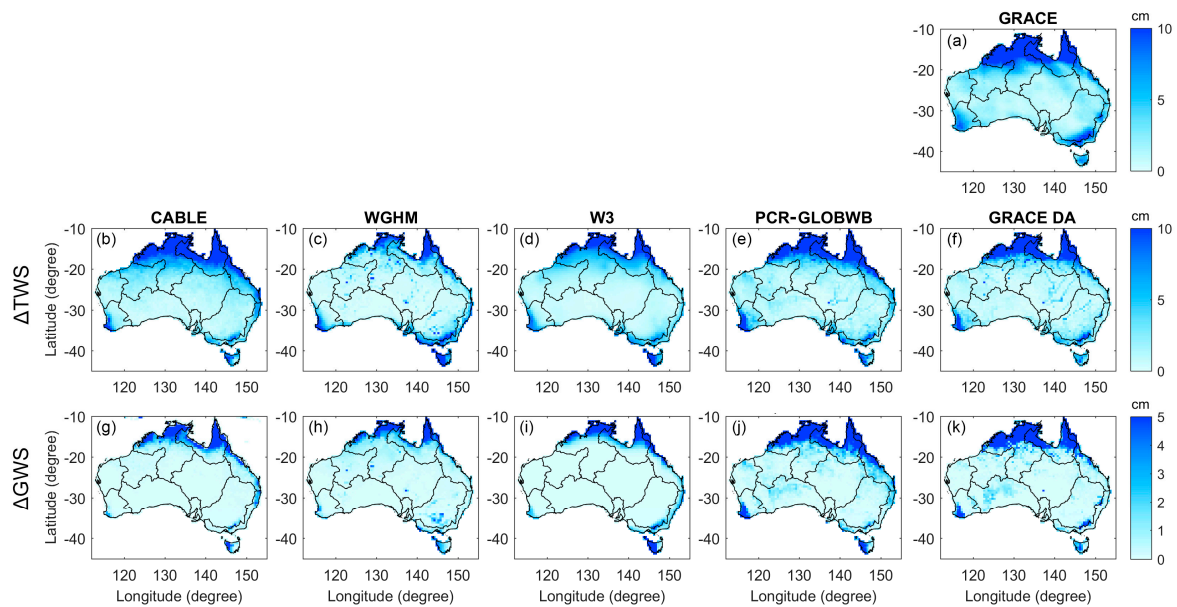 GRACE
cm
(a)
-10
-20
-30
-40
120 130 140 150
10
5
0
CABLE WGHM W3 PCR-GLOBWB GRACE DA
cm
ΔTWS
Latitude (degree)
(b) (c) (d) (e) (f)
-10 -10 -10 -10 -10
-20 -20 -20 -20 -20
-30 -30 -30 -30 -30
-40 -40 -40 -40 -40
120 130 140 150 120 130 140 150 120 130 140 150 120 130 140 150 120 130 140 150
10
5
0
cm
ΔGWS
Latitude (degree)
(g) (h) (i) (j) (k)
-10 -10 -10 -10 -10
-20 -20 -20 -20 -20
-30 -30 -30 -30 -30
-40 -40 -40 -40 -40
120 130 140 150 120 130 140 150 120 130 140 150 120 130 140 150 120 130 140 150
5
4
3
2
1
0
Longitude (degree) Longitude (degree) Longitude (degree) Longitude (degree) Longitude (degree)